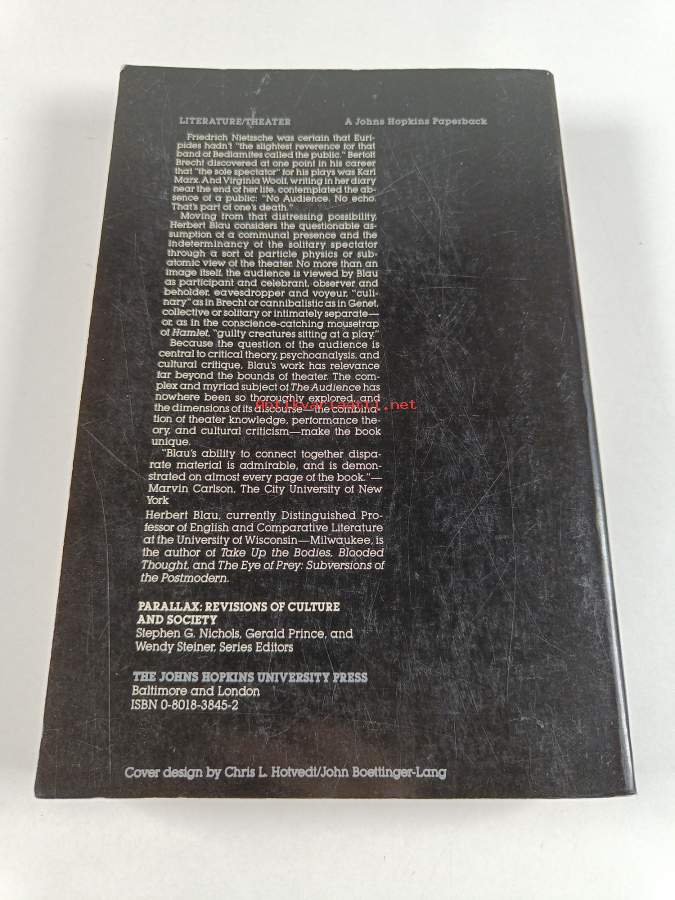 LITERATURE/THEATER A Johns Hopkins Paperback
Friedrich Nietzsche was certain that Euri-
pides hadn't "the slightest reverence for that
band of Bedlamites called the public." Bertolt
Brecht discovered at one point in his career
that "the sole spectator" for his plays was Karl
Marx. And Virginia Woolf, writing in her diary
near the end of her life, contemplated the ab-
sence of a public: "No Audience. No echo.
That's part of one's death."
Moving from that distressing possibility,
Herbert Blau considers the questionable as-
sumption of a communal presence and the
indeterminancy of the solitary spectator
through a sort of particle physics or sub-
atomic view of the theater. No more than an
image itself, the audience is viewed by Blau
as participant and celebrant, observer and
beholder, eavesdropper and voyeur, "culi-
nary" as in Brecht or cannibalistic as in Genet,
collective or solitary or intimately separate—
or, as in the conscience-catching mousetrap
of Hamlet, "guilty creatures sitting at a play."
Because the question of the audience is
central to critical theory, psychoanalysis, and
cultural critique, Blau's work has relevance
far beyond the bounds of theater. The com-
plex and myriad subject of The Audience has
nowhere been so thoroughly explored, and
Antikvariaatti.net
the dimensions of its discourse—the combina-
tion of theater knowledge, performance the-
ory, and cultural criticism—make the book
unique.
"Blau's ability to connect together dispa-
rate material is admirable, and is demon-
strated on almost every page of the book."—
Marvin Carlson, The City University of New
York
Herbert Blau, currently Distinguished Pro-
fessor of English and Comparative Literature
at the University of Wisconsin—Milwaukee, is
the author of Take Up the Bodies, Blooded
Thought, and The Eye of Prey: Subversions of
the Postmodern.
PARALLAX: REVISIONS OF CULTURE
AND SOCIETY
Stephen G. Nichols, Gerald Prince, and
Wendy Steiner, Series Editors
THE JOHNS HOPKINS UNIVERSITY PRESS
Baltimore and London
ISBN 0-8018-3845-2
Cover design by Chris L. Hotvedt/John Boettinger-Lang